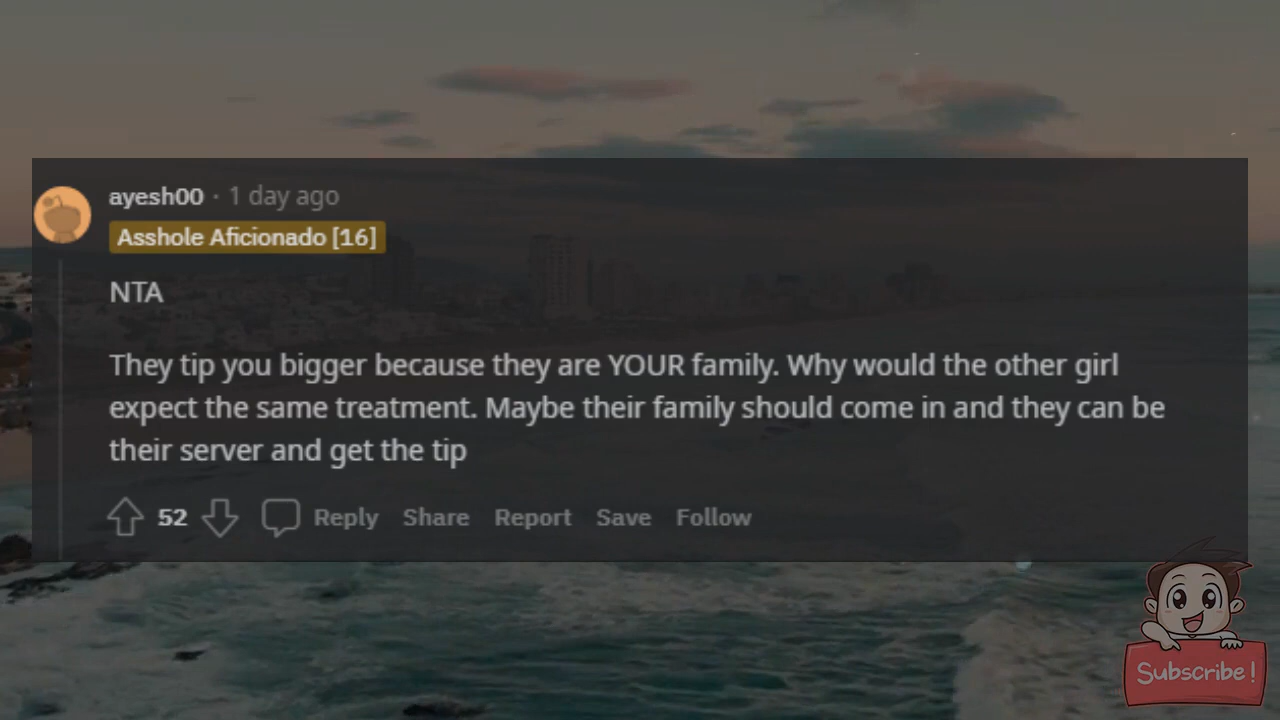 ayesh00 · 1 day ago
Asshole Aficionado [16]
NTA
They tip you bigger because they are YOUR family. Why would the other girl
expect the same treatment. Maybe their family should come in and they can be
their server and get the tip
52 Reply Share Report Save Follow
Subscribe!